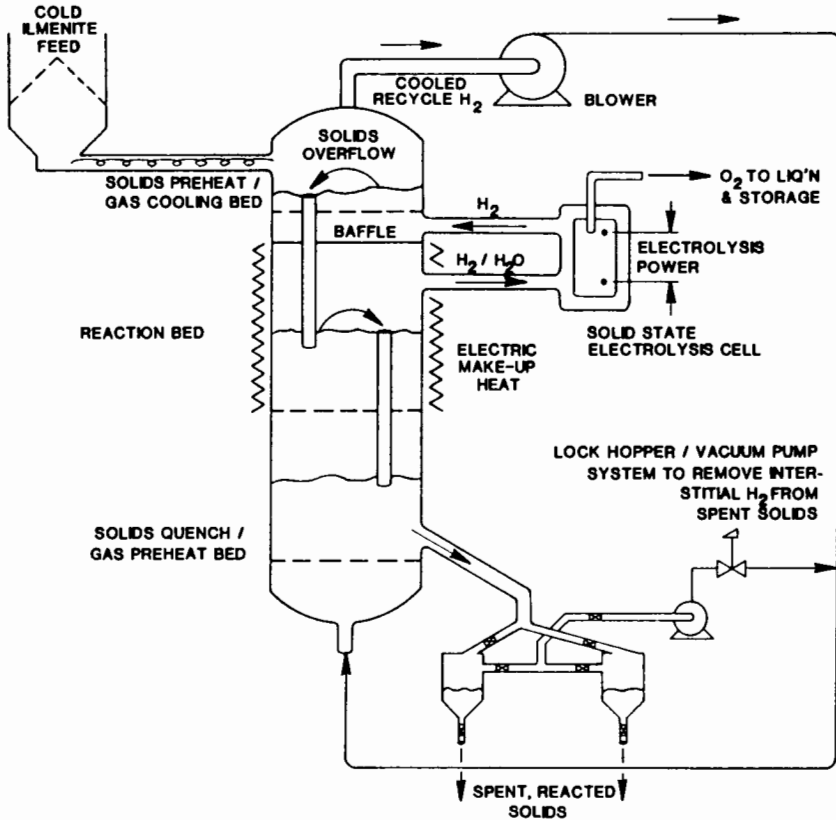 COLD
ILMENITE
FEED
COOLED
RECYCLE H₂
BLOWER
SOLIDS
OVERFLOW
SOLIDS PREHEAT /
GAS COOLING BED
H₂
O₂ TO LIQ'N
& STORAGE
BAFFLE
ELECTROLYSIS
POWER
H₂ / H₂O
REACTION BED
SOLID STATE
ELECTROLYSIS CELL
ELECTRIC
MAKE-UP
HEAT
LOCK HOPPER / VACUUM PUMP
SYSTEM TO REMOVE INTER-
STITIAL H₂ FROM
SPENT SOLIDS
SOLIDS QUENCH /
GAS PREHEAT BED
SPENT, REACTED
SOLIDS